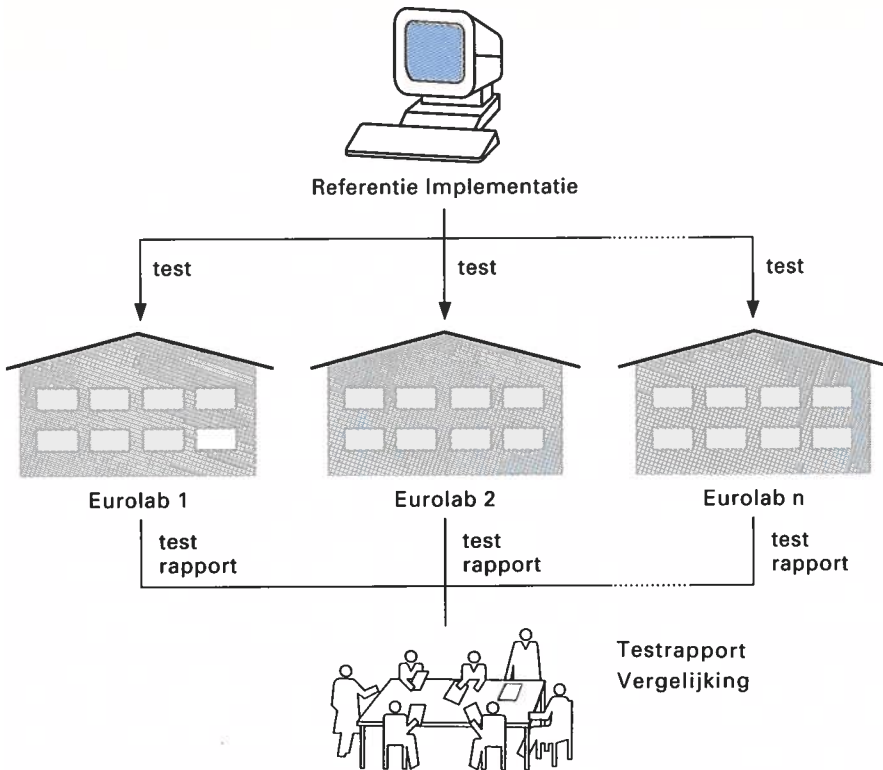 Referentie Implementatie
test
test
test
Eurolab 1
Eurolab 2
Eurolab n
test
rapport
test
rapport
test
rapport
Testrapport
Vergelijking